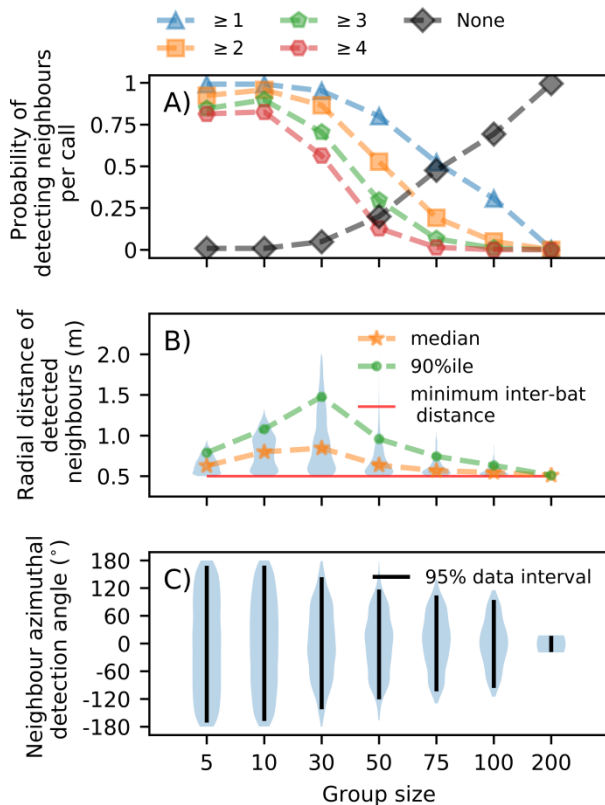 ≥ 1
≥ 3
None
≥ 2
≥ 4
A)
Probability of
detecting neighbours
per call
1
0.75
0.5
0.25
0
B)
median
90%ile
minimum inter-bat
distance
Radial distance of
detected
neighbours (m)
2.0
1.5
1.0
0.5
C)
95% data interval
Neighbour azimuthal
detection angle (°)
180
120
60
0
-60
-120
-180
5 10 30 50 75 100 200
Group size